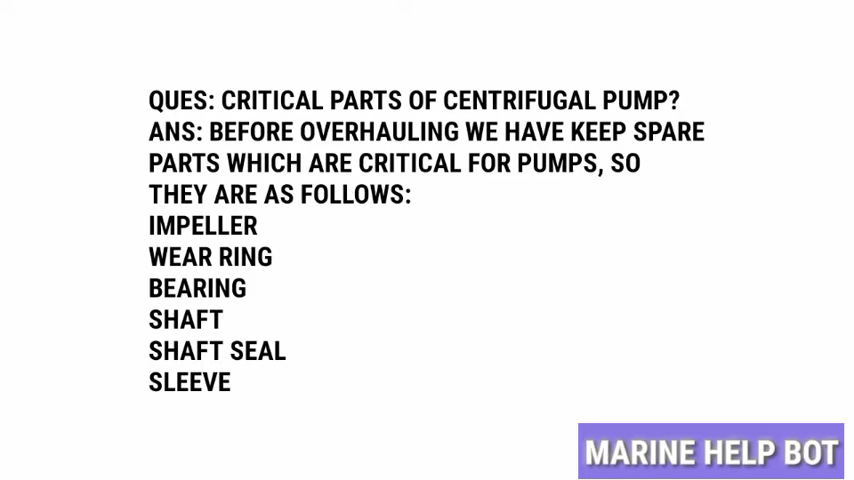 QUES: CRITICAL PARTS OF CENTRIFUGAL PUMP?
ANS: BEFORE OVERHAULING WE HAVE KEEP SPARE
PARTS WHICH ARE CRITICAL FOR PUMPS, SO
THEY ARE AS FOLLOWS:
IMPELLER
WEAR RING
BEARING
SHAFT
SHAFT SEAL
SLEEVE
MARINE HELP BOT